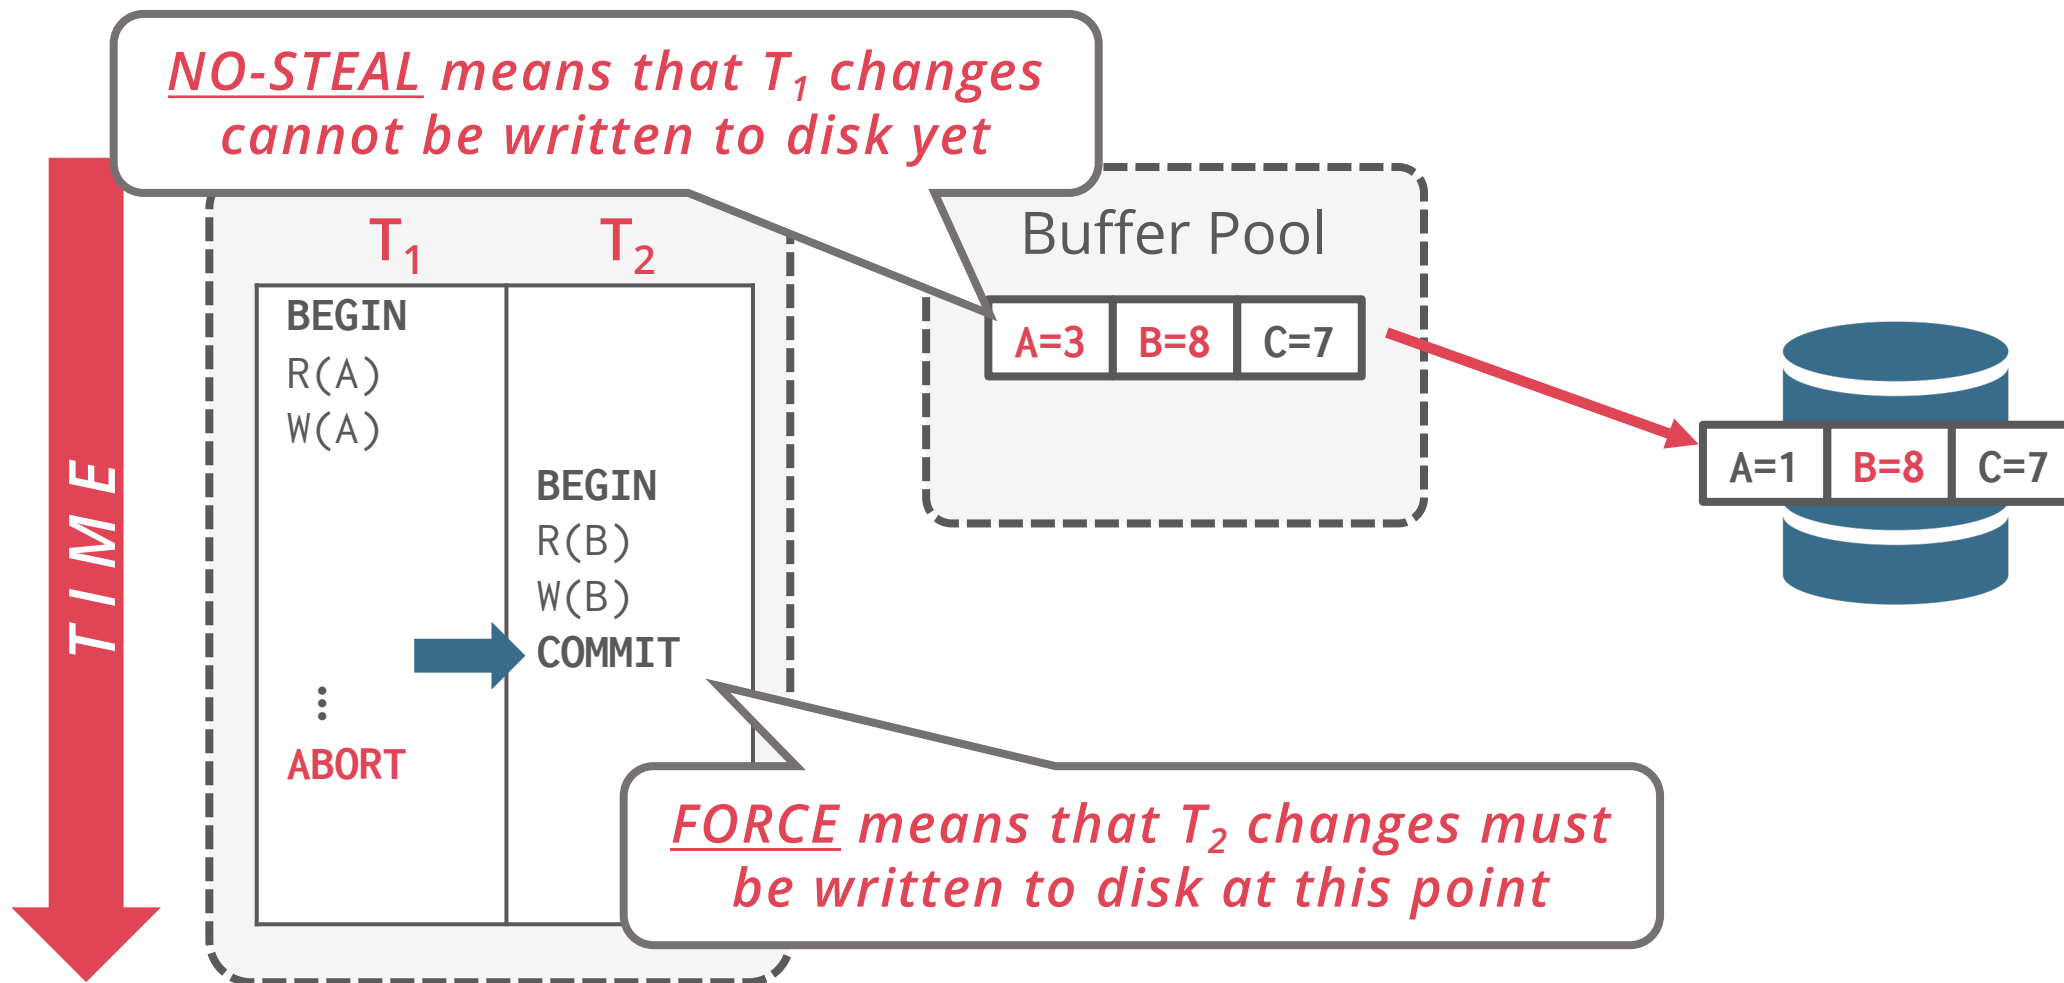 NO-STEAL means that T1 changes
cannot be written to disk yet
TIME
T1
T2
BEGIN
R(A)
W(A)
BEGIN
R(B)
W(B)
COMMIT
⋮
ABORT
Buffer Pool
A=3 B=8 C=7
A=1 B=8 C=7
FORCE means that T2 changes must
be written to disk at this point